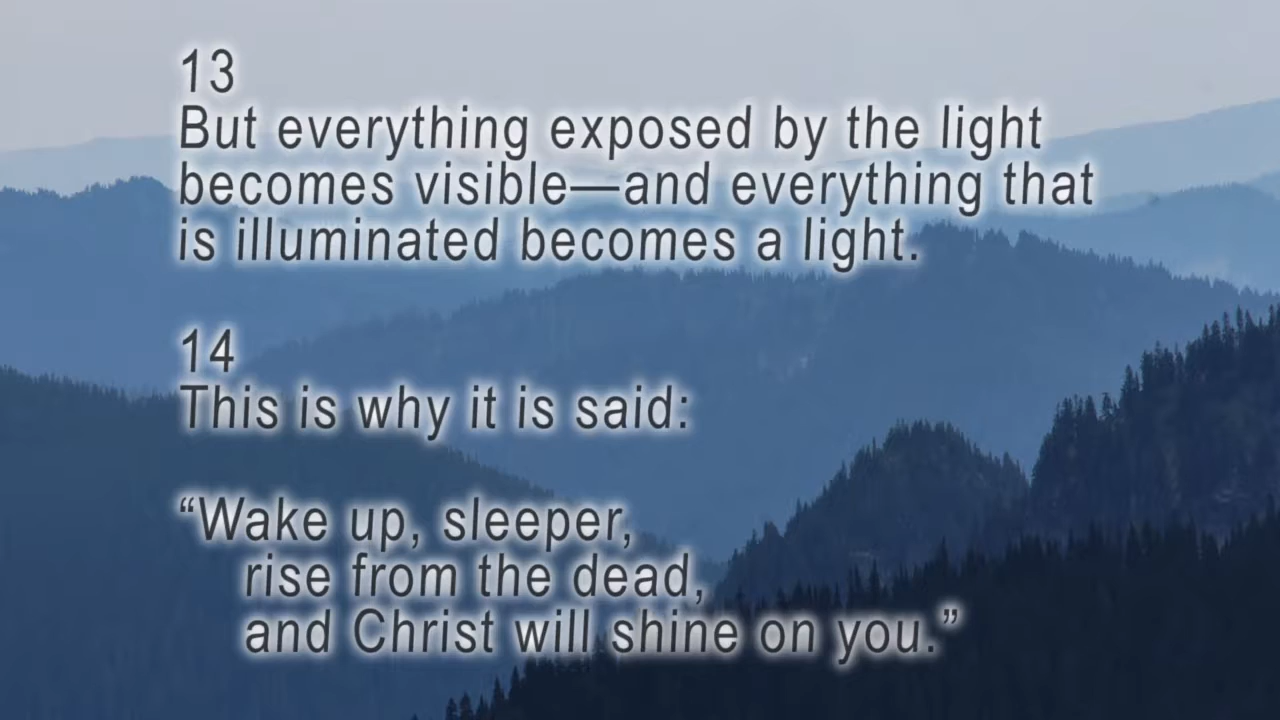 13
But everything exposed by the light
becomes visible—and everything that
is illuminated becomes a light.
14
This is why it is said:
“Wake up, sleeper,
rise from the dead,
and Christ will shine on you.”